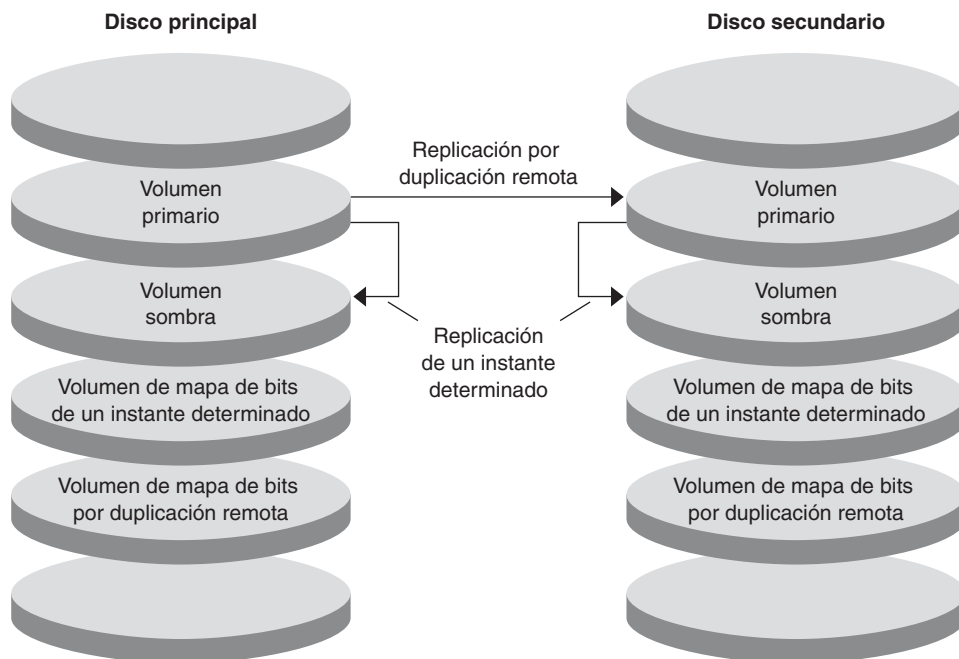 Disco principal
Disco secundario
Replicación por
duplicación remota
Volumen
primario
Volumen
primario
Volumen
sombra
Volumen
sombra
Replicación
de un instante
determinado
Volumen de mapa de bits
de un instante determinado
Volumen de mapa de bits
de un instante determinado
Volumen de mapa de bits
por duplicación remota
Volumen de mapa de bits
por duplicación remota